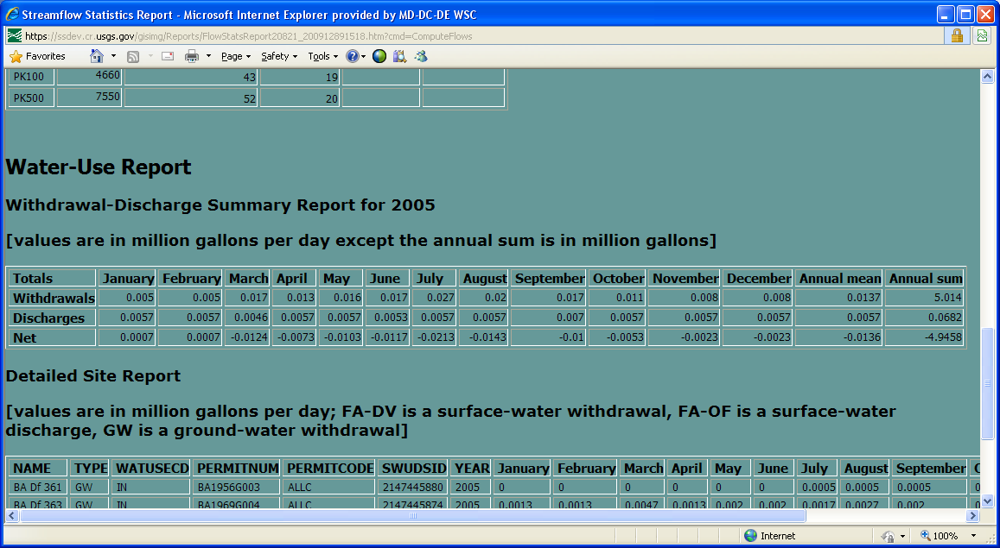 Streamflow Statistics Report - Microsoft Internet Explorer provided by MD-DC-DE WSC
https://ssdev.cr.usgs.gov/gisimg/Reports/FlowStatsReport20821_200912891518.htm?cmd=ComputeFlows
Favorites Page Safety Tools
PK100 4660 43 19
PK500 7550 52 20
Water-Use Report
Withdrawal-Discharge Summary Report for 2005
[values are in million gallons per day except the annual sum is in million gallons]
Totals January February March April May June July August September October November December Annual mean Annual sum
Withdrawals 0.005 0.005 0.017 0.013 0.016 0.017 0.027 0.02 0.017 0.011 0.008 0.008 0.0137 5.014
Discharges 0.0057 0.0057 0.0046 0.0057 0.0057 0.0053 0.0057 0.0057 0.007 0.0057 0.0057 0.0057 0.0057 0.0682
Net 0.0007 0.0007 -0.0124 -0.0073 -0.0103 -0.0117 -0.0213 -0.0143 -0.01 -0.0053 -0.0023 -0.0023 -0.0136 -4.9458
Detailed Site Report
[values are in million gallons per day; FA-DV is a surface-water withdrawal, FA-OF is a surface-water
discharge, GW is a ground-water withdrawal]
NAME TYPE WATUSECD PERMITNUM PERMITCODE SWUDSID YEAR January February March April May June July August September
BA Df 361 GW IN BA1956G003 ALLC 2147445880 2005 0 0 0 0 0 0 0.0017 0.0005 0.0005
BA Df 363 GW IN BA1969G004 ALLC 2147445874 2005 0.0013 0.0013 0.0047 0.0013 0.002 0.002 0.0017 0.0027 0.002
Internet 100%